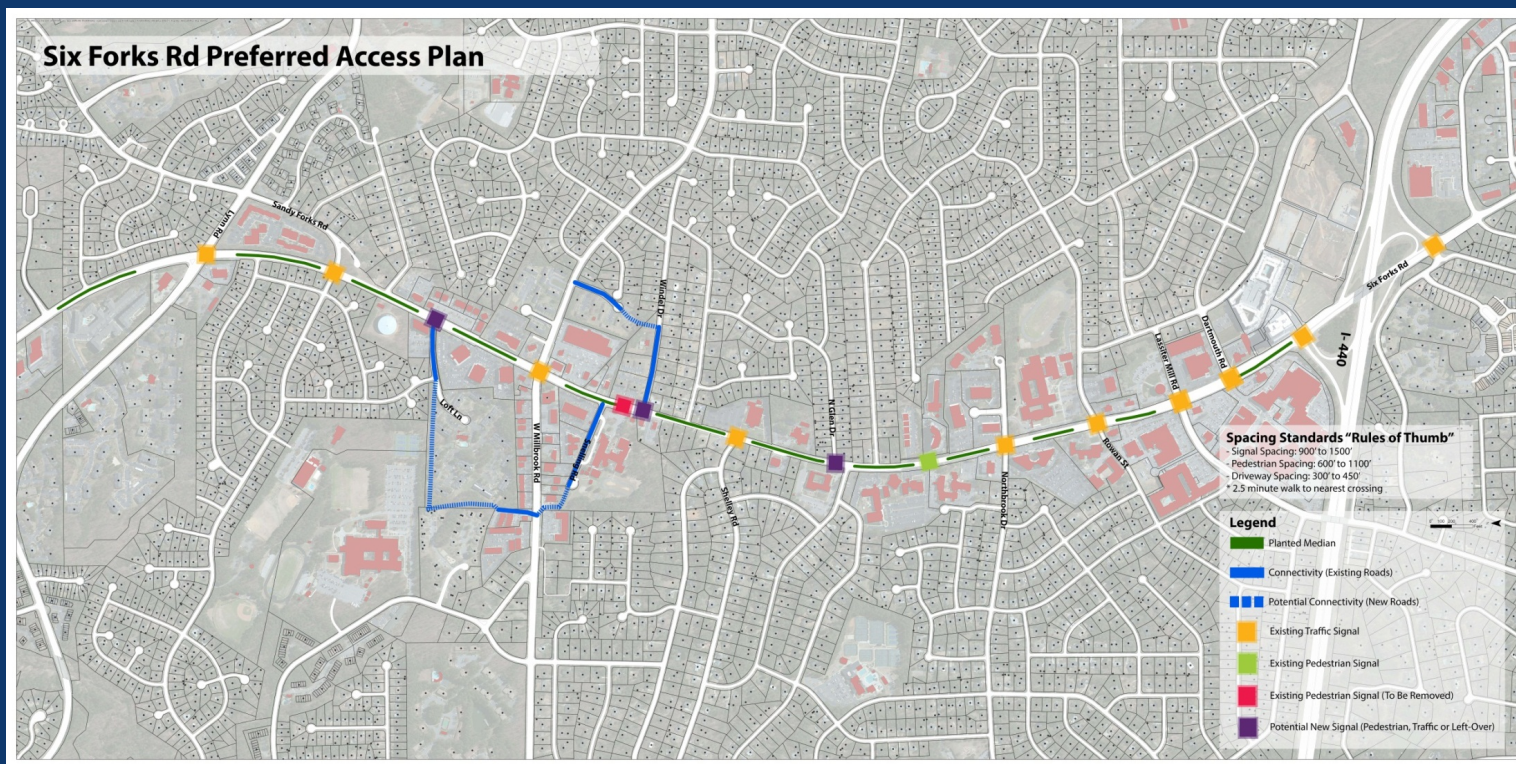 Six Forks Rd Preferred Access Plan
Lynn Rd
Sandy Forks Rd
Loft Ln
W Millbrook Rd
Windel Dr
Smallleg Rd
Shelley Rd
N Glen Dr
Northbrook Dr
Rowan St
Lassiter Mill Rd
Dartmouth Rd
Six Forks Rd
I-440
Spacing Standards "Rules of Thumb"
- Signal Spacing: 900' to 1500'
- Pedestrian Spacing: 600' to 1100'
- Driveway Spacing: 300' to 450'
* 2.5 minute walk to nearest crossing
Legend
Planted Median
Connectivity (Existing Roads)
Potential Connectivity (New Roads)
Existing Traffic Signal
Existing Pedestrian Signal
Existing Pedestrian Signal (To Be Removed)
Potential New Signal (Pedestrian, Traffic or Left-Over)